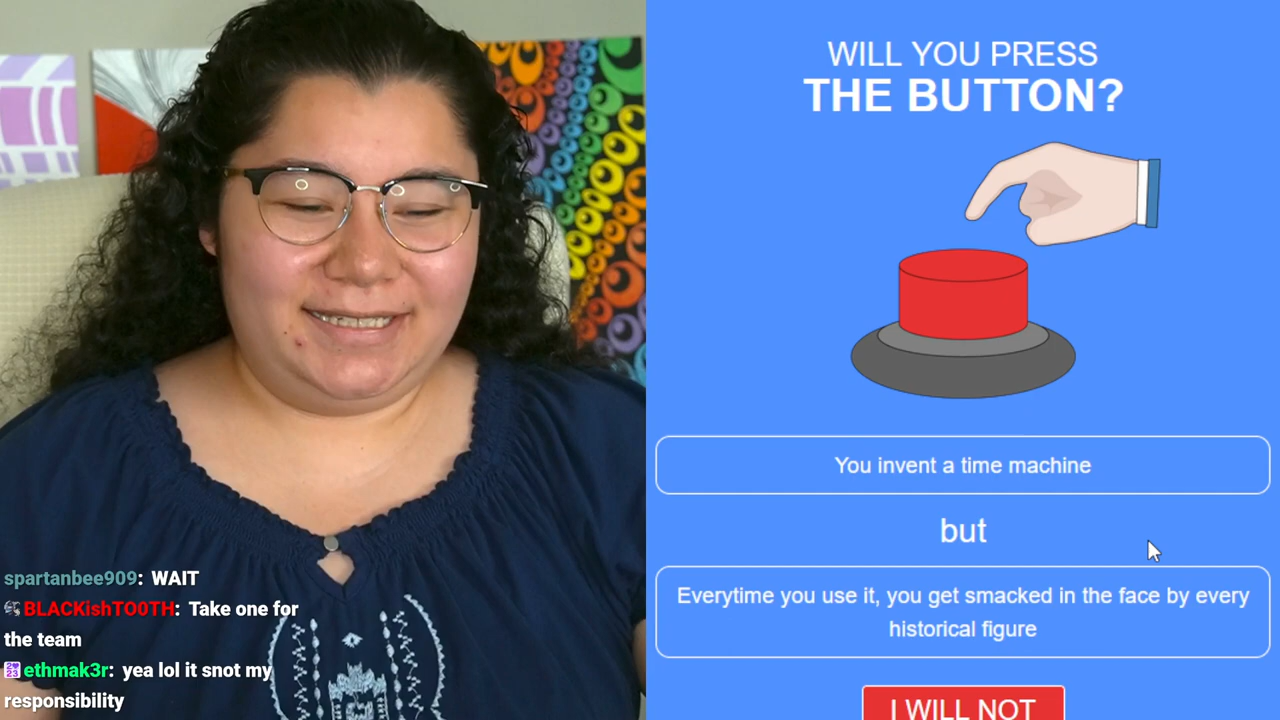 WILL YOU PRESS
THE BUTTON?
You invent a time machine
but
Everytime you use it, you get smacked in the face by every
historical figure
I WILL NOT
spartanbee909: WAIT
BLACKishTO0TH: Take one for
the team
ethmak3r: yea lol it snot my
responsibility